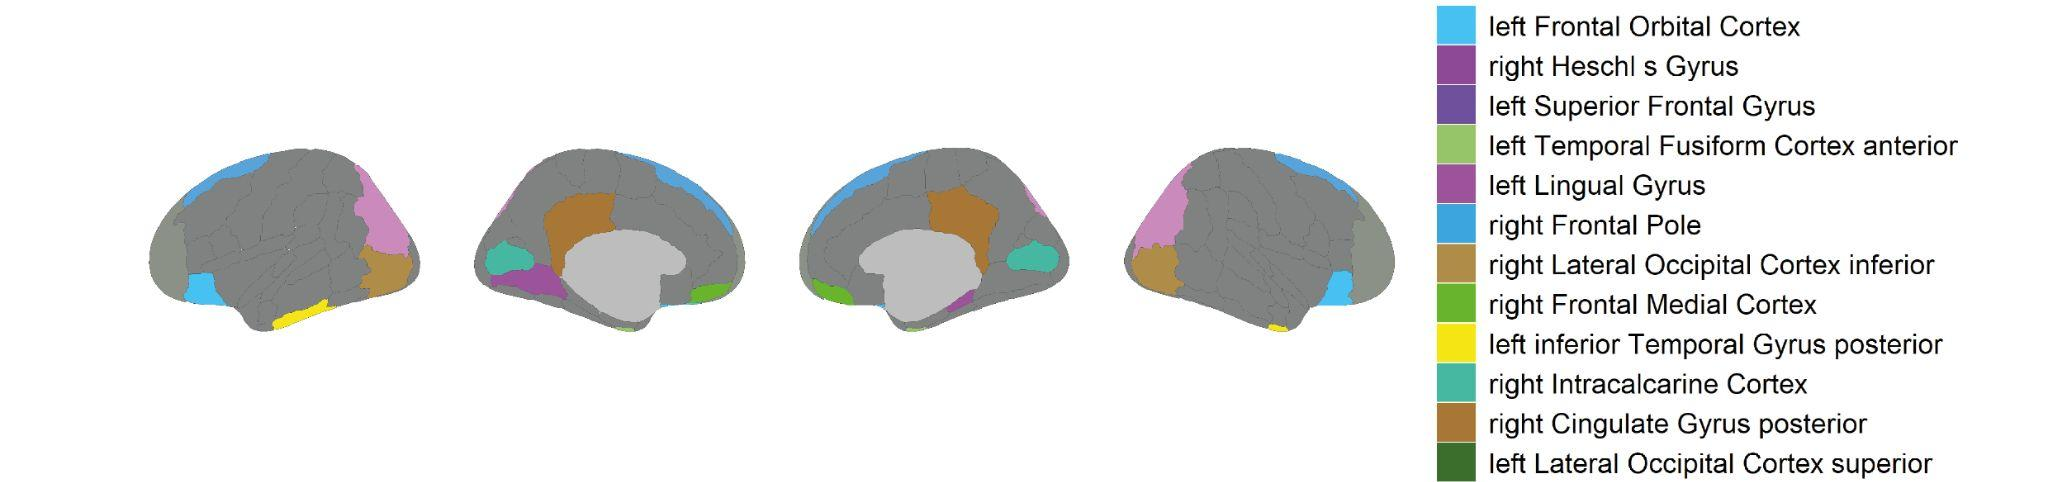 left Frontal Orbital Cortex
right Heschl s Gyrus
left Superior Frontal Gyrus
left Temporal Fusiform Cortex anterior
left Lingual Gyrus
right Frontal Pole
right Lateral Occipital Cortex inferior
right Frontal Medial Cortex
left inferior Temporal Gyrus posterior
right Intracalcarine Cortex
right Cingulate Gyrus posterior
left Lateral Occipital Cortex superior